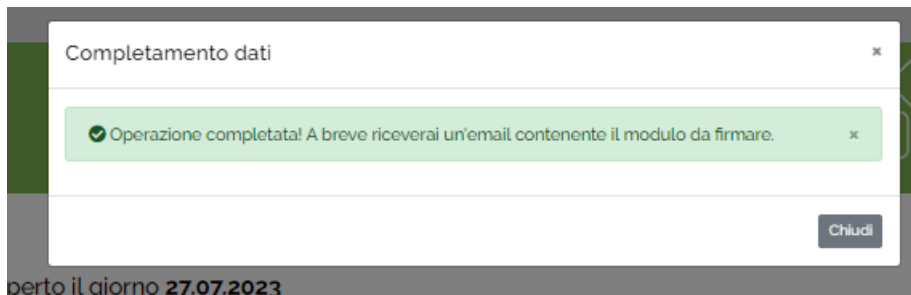 Completamento dati ×
Operazione completata! A breve riceverai un'email contenente il modulo da firmare. ×
Chiudi
perto il giorno 27.07.2023